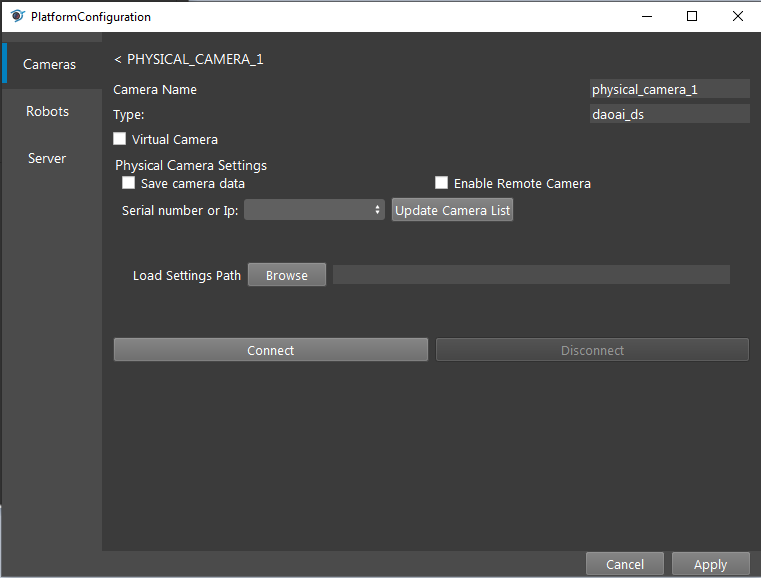 PlatformConfiguration
Cameras
Robots
Server
< PHYSICAL_CAMERA_1
Camera Name physical_camera_1
Type: daoai_ds
Virtual Camera
Physical Camera Settings
Save camera data Enable Remote Camera
Serial number or Ip: Update Camera List
Load Settings Path Browse
Connect Disconnect
Cancel Apply